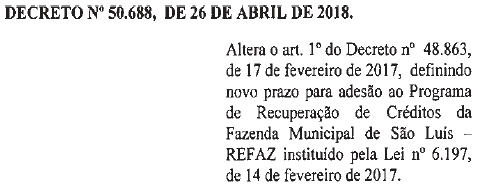 DECRETO Nº 50.688, DE 26 DE ABRIL DE 2018.
Altera o art. 1º do Decreto nº 48.863,
de 17 de fevereiro de 2017, definindo
novo prazo para adesão ao Programa
de Recuperação de Créditos da
Fazenda Municipal de São Luís –
REFAZ instituído pela Lei nº 6.197,
de 14 de fevereiro de 2017.